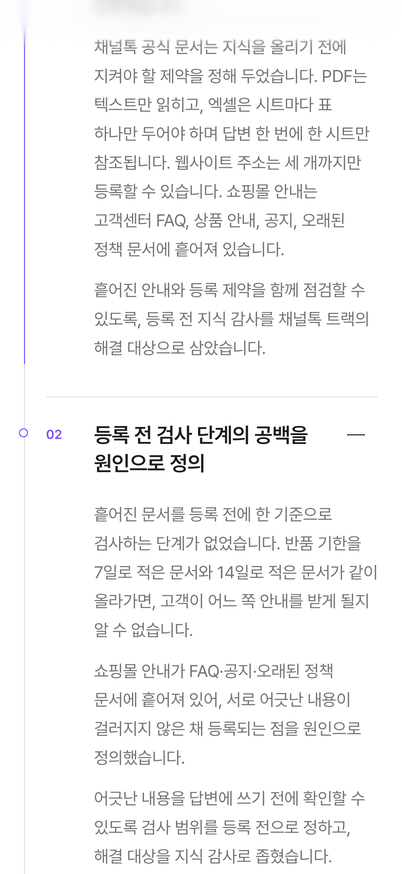 채널톡 공식 문서는 지식을 올리기 전에
지켜야 할 제약을 정해 두었습니다. PDF는
텍스트만 읽히고, 엑셀은 시트마다 표
하나만 두어야 하며 답변 한 번에 한 시트만
참조됩니다. 웹사이트 주소는 세 개까지만
등록할 수 있습니다. 쇼핑몰 안내는
고객센터 FAQ, 상품 안내, 공지, 오래된
정책 문서에 흩어져 있습니다.
흩어진 안내와 등록 제약을 함께 점검할 수
있도록, 등록 전 지식 감사를 채널톡 트랙의
해결 대상으로 삼았습니다.
02 등록 전 검사 단계의 공백을
원인으로 정의
흩어진 문서를 등록 전에 한 기준으로
검사하는 단계가 없었습니다. 반품 기한을
7일로 적은 문서와 14일로 적은 문서가 같이
올라가면, 고객이 어느 쪽 안내를 받게 될지
알 수 없습니다.
쇼핑몰 안내가 FAQ·공지·오래된 정책
문서에 흩어져 있어, 서로 어긋난 내용이
걸러지지 않은 채 등록되는 점을 원인으로
정의했습니다.
어긋난 내용을 답변에 쓰기 전에 확인할 수
있도록 검사 범위를 등록 전으로 정하고,
해결 대상을 지식 감사로 좁혔습니다.